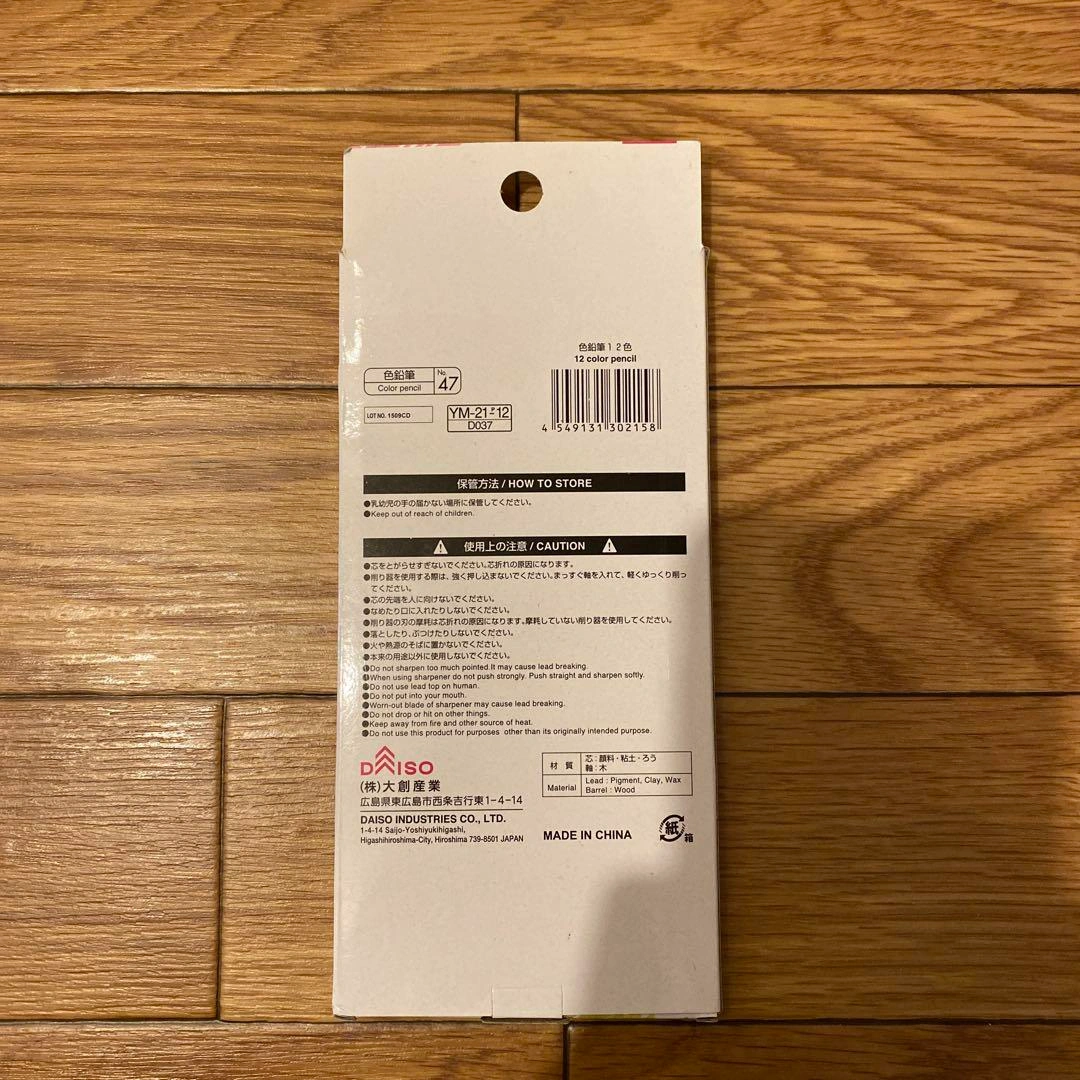 色鉛筆１２色
12 color pencil
色鉛筆
Color pencil
No.
47
LOT NO. 1509CD
YM-21-ﾀ-12
D037
4 549131 302158
保管方法 / HOW TO STORE
●乳幼児の手の届かない場所に保管してください。
●Keep out of reach of children.
使用上の注意 / CAUTION
●芯をとがらせすぎないでください。芯折れの原因になります。
●削り器を使用する際は、強く押し込まないでください。まっすぐ軸を入れて、軽くゆっくり削っ
てください。
●芯の先端を人に向けないでください。
●なめたり口に入れたりしないでください。
●削り器の刃の摩耗は芯折れの原因になります。摩耗していない削り器を使用してください。
●落としたり、ぶつけたりしないでください。
●火や熱源のそばに置かないでください。
●本来の用途以外に使用しないでください。
●Do not sharpen too much pointed.It may cause lead breaking.
●When using sharpener do not push strongly. Push straight and sharpen softly.
●Do not use lead top on human.
●Do not put into your mouth.
●Worn-out blade of sharpener may cause lead breaking.
●Do not drop or hit on other things.
●Keep away from fire and other source of heat.
●Do not use this product for purposes other than its originally intended purpose.
DAISO
(株)大創産業
広島県東広島市西条吉行東1-4-14
DAISO INDUSTRIES CO., LTD.
1-4-14 Saijo-Yoshiyukihigashi,
Higashihiroshima-City, Hiroshima 739-8501 JAPAN
材 質
芯：顔料・粘土・ろう
軸：木
Material
Lead : Pigment, Clay, Wax
Barrel : Wood
MADE IN CHINA
紙
箱